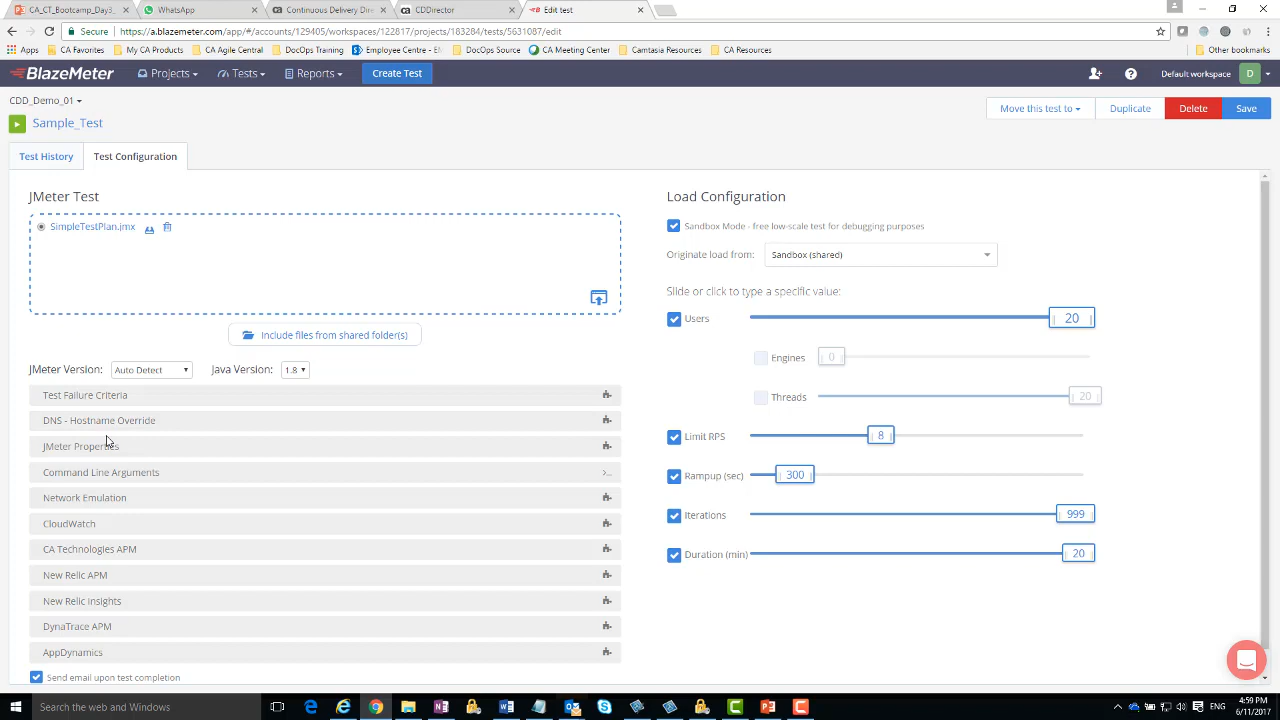 CA_CT_Bootcamp_Day3_
WhatsApp
Continuous Delivery Dire
CDDirector
Edit test
Secure
https://a.blazemeter.com/app/#/accounts/129405/workspaces/122817/projects/183284/tests/5631087/edit
Apps
CA Favorites
My CA Products
CA Agile Central
DocOps Training
Employee Centre - F
DocOps Source
CA Meeting Center
Camtasia Resources
CA Resources
Other bookmarks
BlazeMeter
Projects
Tests
Reports
Create Test
Default workspace
D
CDD_Demo_01
Move this test to
Duplicate
Delete
Save
Sample_Test
Test History
Test Configuration
JMeter Test
SimpleTestPlan.jmx
Include files from shared folder(s)
JMeter Version:
Auto Detect
Java Version:
1.8
Test Failure Criteria
DNS - Hostname Override
JMeter Properties
Command Line Arguments
Network Emulation
CloudWatch
CA Technologies APM
New Relic APM
New Relic Insights
DynaTrace APM
AppDynamics
Send email upon test completion
Load Configuration
Sandbox Mode - free low-scale test for debugging purposes
Originate load from:
Sandbox (shared)
Slide or click to type a specific value:
Users
20
Engines
0
Threads
20
Limit RPS
8
Rampup (sec)
300
Iterations
999
Duration (min)
20
Search the web and Windows
ENG
4:59 PM
6/11/2017